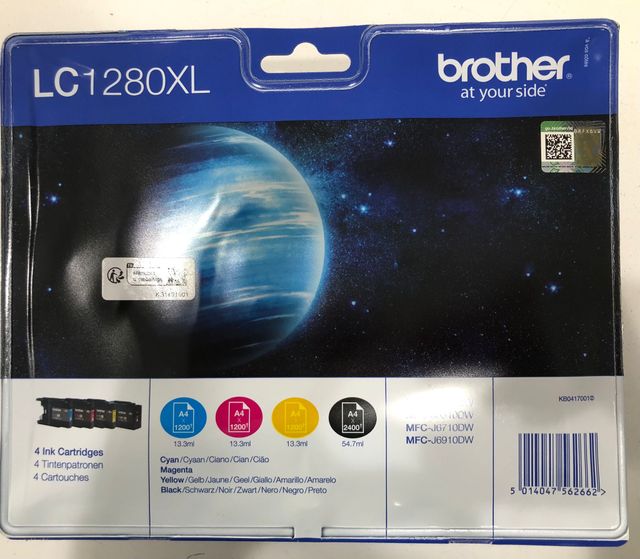 LC1280XL
brother
at your side
A4
1200
13.3ml
A4
1200
13.3ml
A4
1200
13.3ml
A4
2400
54.7ml
4 Ink Cartridges
4 Tintenpatronen
4 Cartouches
Cyan/Cyaan/Ciano/Cian/Cião
Magenta
Yellow/Gelb/Jaune/Geel/Giallo/Amarillo/Amarelo
Black/Schwarz/Noir/Zwart/Nero/Negro/Preto
MFC-J6710DW
MFC-J6910DW
KB0417001
5 014047 562662 >